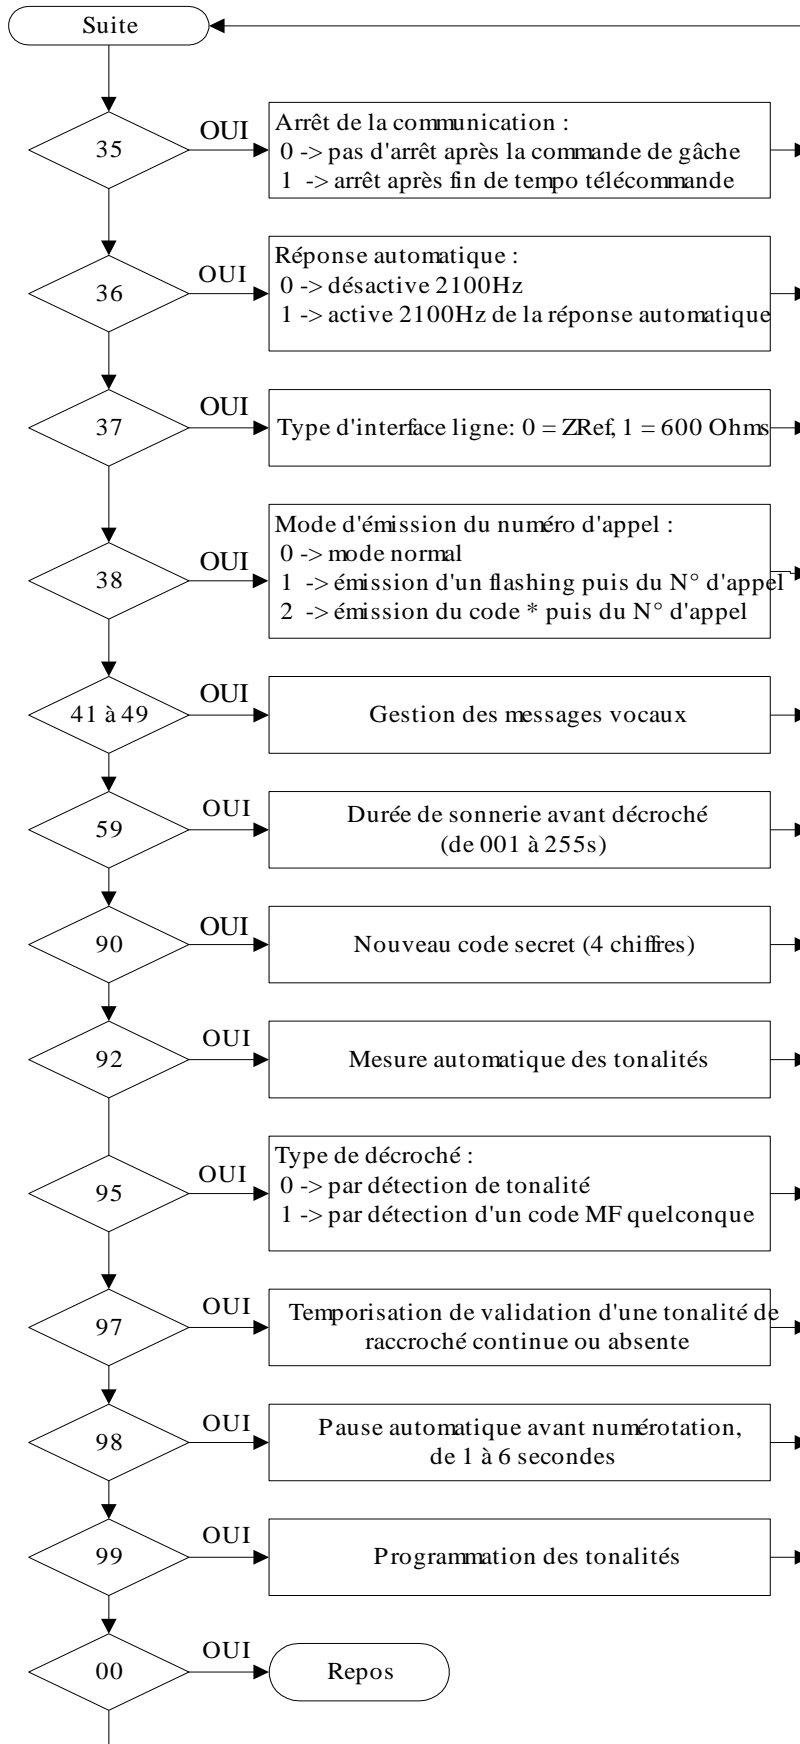 Suite
35
OUI
Arrêt de la communication :
0 -> pas d'arrêt après la commande de gâche
1 -> arrêt après fin de tempo télécommande
36
OUI
Réponse automatique :
0 -> désactive 2100Hz
1 -> active 2100Hz de la réponse automatique
37
OUI
Type d'interface ligne: 0 = ZRef, 1 = 600 Ohms
38
OUI
Mode d'émission du numéro d'appel :
0 -> mode normal
1 -> émission d'un flashing puis du N° d'appel
2 -> émission du code * puis du N° d'appel
41 à 49
OUI
Gestion des messages vocaux
59
OUI
Durée de sonnerie avant décroché
(de 001 à 255s)
90
OUI
Nouveau code secret (4 chiffres)
92
OUI
Mesure automatique des tonalités
95
OUI
Type de décroché :
0 -> par détection de tonalité
1 -> par détection d'un code MF quelconque
97
OUI
Temporisation de validation d'une tonalité de
raccroché continue ou absente
98
OUI
Pause automatique avant numérotation,
de 1 à 6 secondes
99
OUI
Programmation des tonalités
00
OUI
Repos